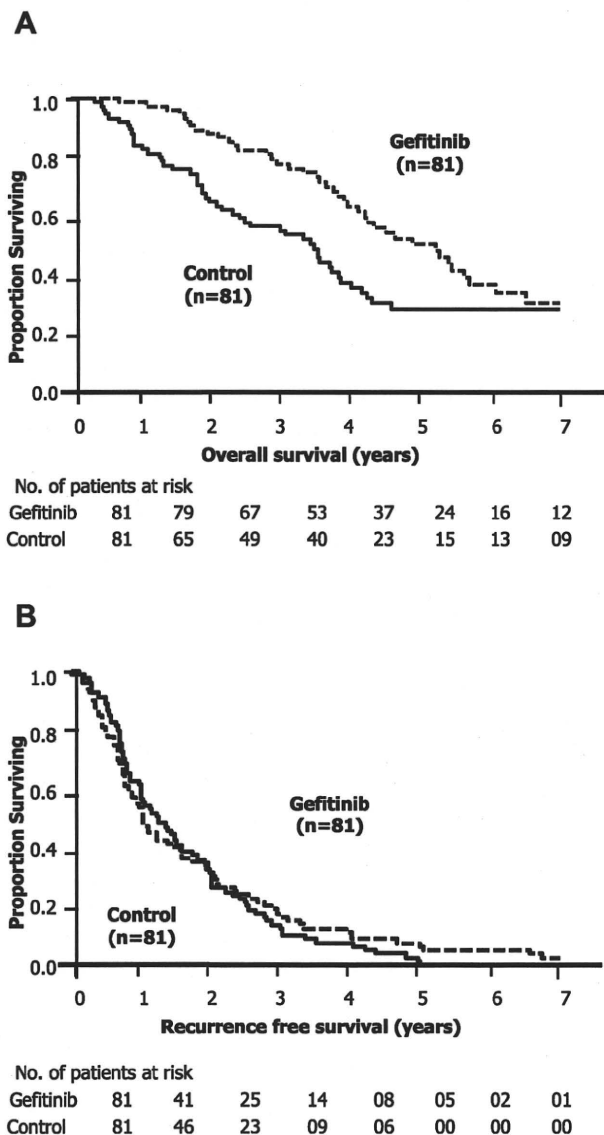 A
1.0
0.8
0.6
0.4
0.2
0.0
Proportion Surviving
Gefitinib
(n=81)
Control
(n=81)
0 1 2 3 4 5 6 7
Overall survival (years)
No. of patients at risk
Gefitinib 81 79 67 53 37 24 16 12
Control 81 65 49 40 23 15 13 09
B
1.0
0.8
0.6
0.4
0.2
0.0
Proportion Surviving
Gefitinib
(n=81)
Control
(n=81)
0 1 2 3 4 5 6 7
Recurrence free survival (years)
No. of patients at risk
Gefitinib 81 41 25 14 08 05 02 01
Control 81 46 23 09 06 00 00 00